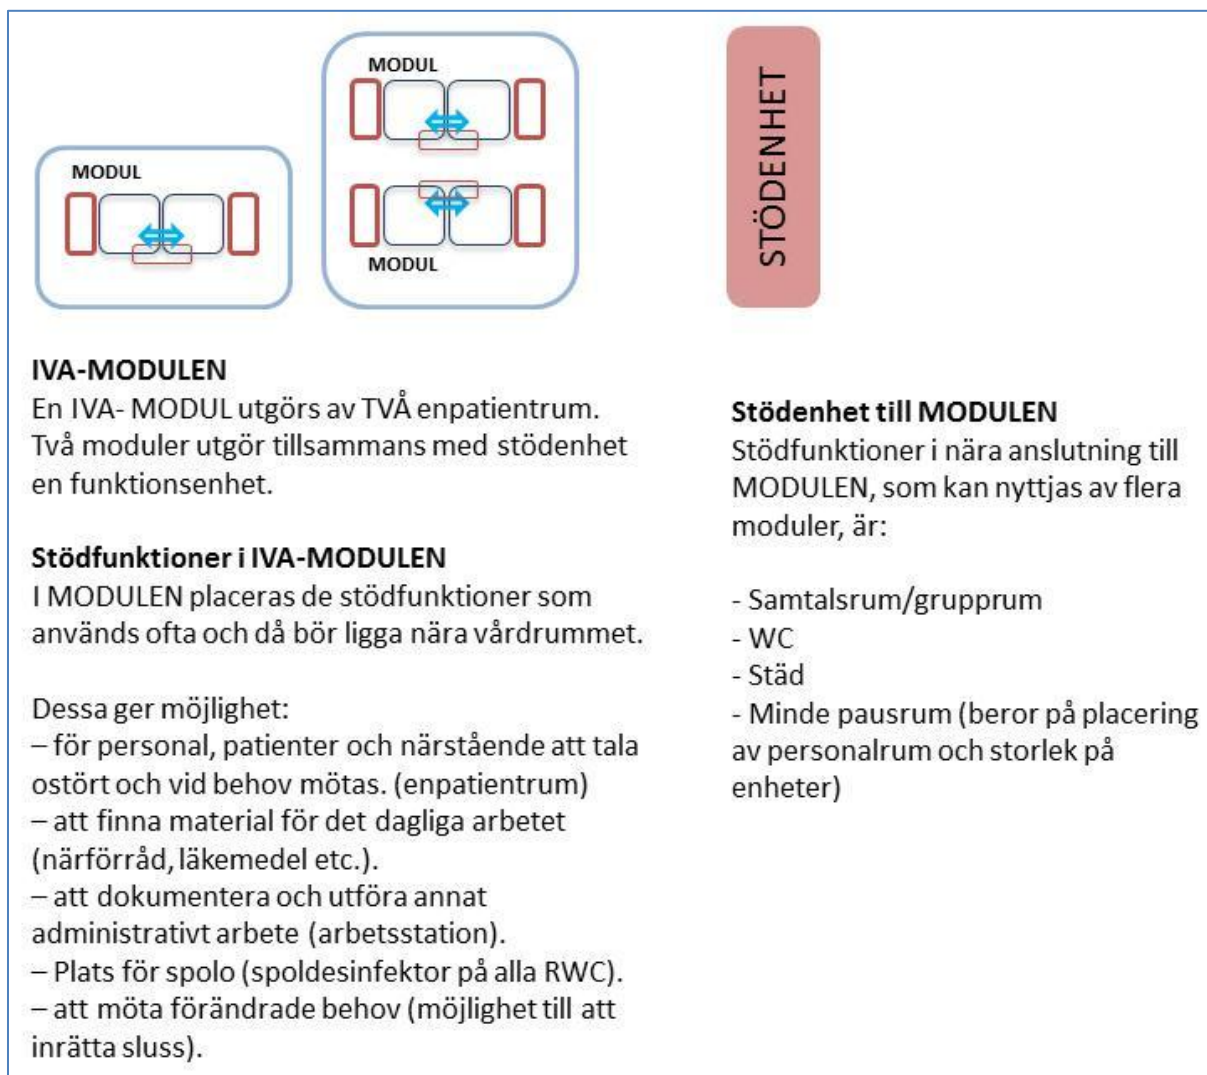 MODUL
MODUL
MODUL
STÖDENHET
IVA-MODULEN
En IVA- MODUL utgörs av TVÅ enpatientrum.
Två moduler utgör tillsammans med stödenhet
en funktionsenhet.
Stödfunktioner i IVA-MODULEN
I MODULEN placeras de stödfunktioner som
används ofta och då bör ligga nära vårdrummet.
Dessa ger möjlighet:
– för personal, patienter och närstående att tala
ostört och vid behov mötas. (enpatientrum)
– att finna material för det dagliga arbetet
(närförråd, läkemedel etc.).
– att dokumentera och utföra annat
administrativt arbete (arbetsstation).
– Plats för spolo (spoldesinfektor på alla RWC).
– att möta förändrade behov (möjlighet till att
inrätta sluss).
Stödenhet till MODULEN
Stödfunktioner i nära anslutning till
MODULEN, som kan nyttjas av flera
moduler, är:
- Samtalsrum/grupprum
- WC
- Städ
- Minde pausrum (beror på placering
av personalrum och storlek på
enheter)